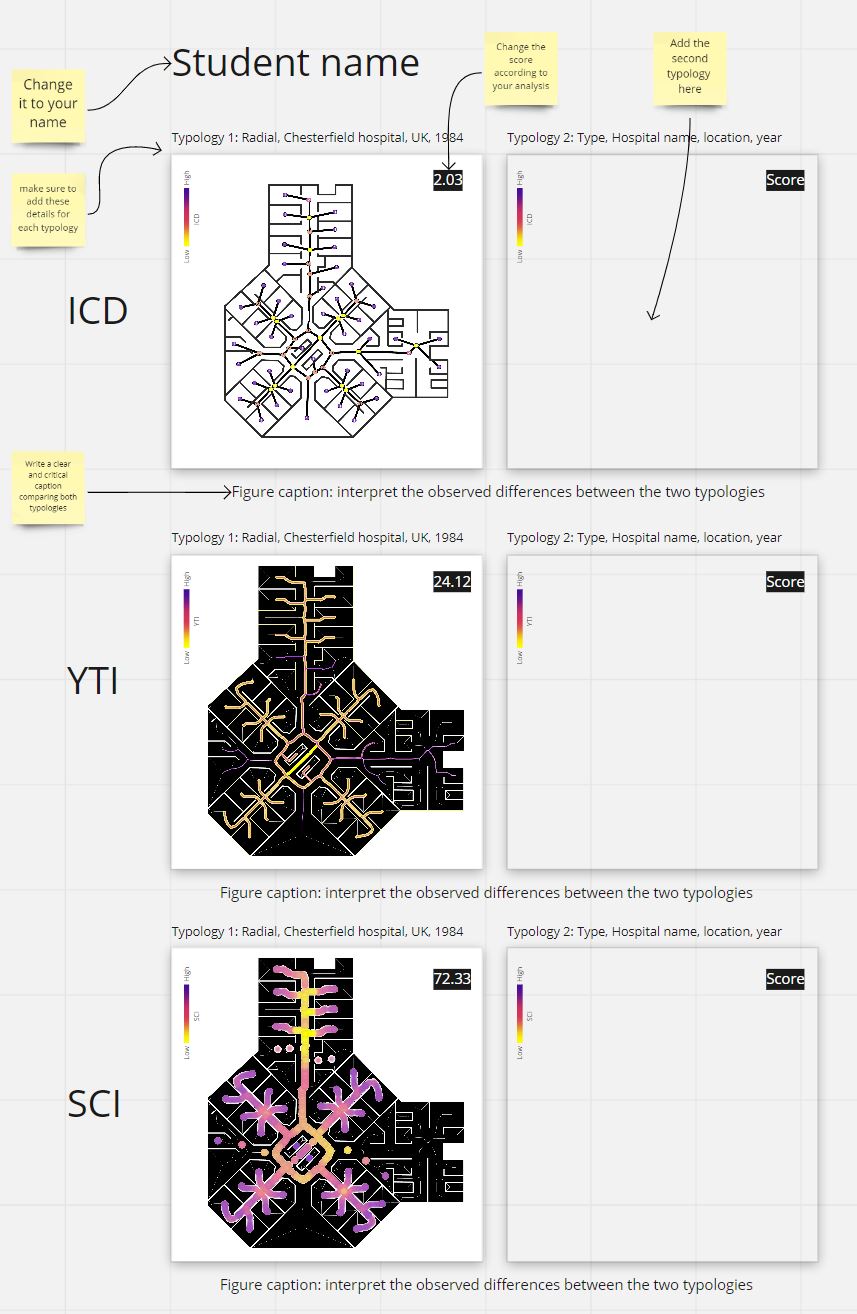 Student name
Change
it to your
name
Change the
score
according to
your analysis
Add the
second
typology
here
make sure to
add these
details for
each typology
Typology 1: Radial, Chesterfield hospital, UK, 1984
Typology 2: Type, Hospital name, location, year
ICD
High
ICD
Low
2.03
High
ICD
Low
Score
Write a clear
and critical
caption
comparing both
typologies
Figure caption: interpret the observed differences between the two typologies
Typology 1: Radial, Chesterfield hospital, UK, 1984
Typology 2: Type, Hospital name, location, year
YTI
High
YTI
Low
24.12
High
YTI
Low
Score
Figure caption: interpret the observed differences between the two typologies
Typology 1: Radial, Chesterfield hospital, UK, 1984
Typology 2: Type, Hospital name, location, year
SCI
High
SCI
Low
72.33
High
SCI
Low
Score
Figure caption: interpret the observed differences between the two typologies